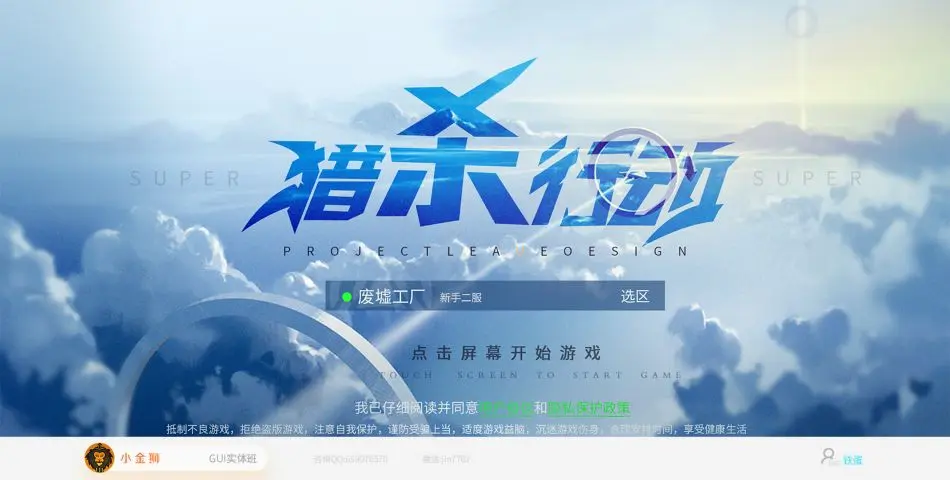 猎杀行动
SUPER
SUPER
PROJECTLEA EOESIGN
废墟工厂 新手二服 选区
点击屏幕开始游戏
TOUCH SCREEN TO START GAME
我已仔细阅读并同意 和隐私保护政策
抵制不良游戏，拒绝盗版游戏，注意自我保护，谨防受骗上当，适度游戏益脑，沉迷游戏伤身，合理安排时间，享受健康生活
小金狮 GUI实体班
铁蛋